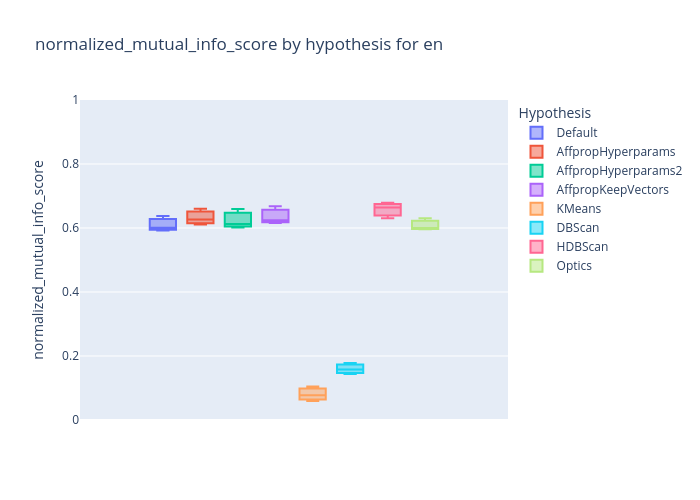 normalized_mutual_info_score by hypothesis for en
normalized_mutual_info_score
1
0.8
0.6
0.4
0.2
0
Hypothesis
Default
AffpropHyperparams
AffpropHyperparams2
AffpropKeepVectors
KMeans
DBScan
HDBScan
Optics